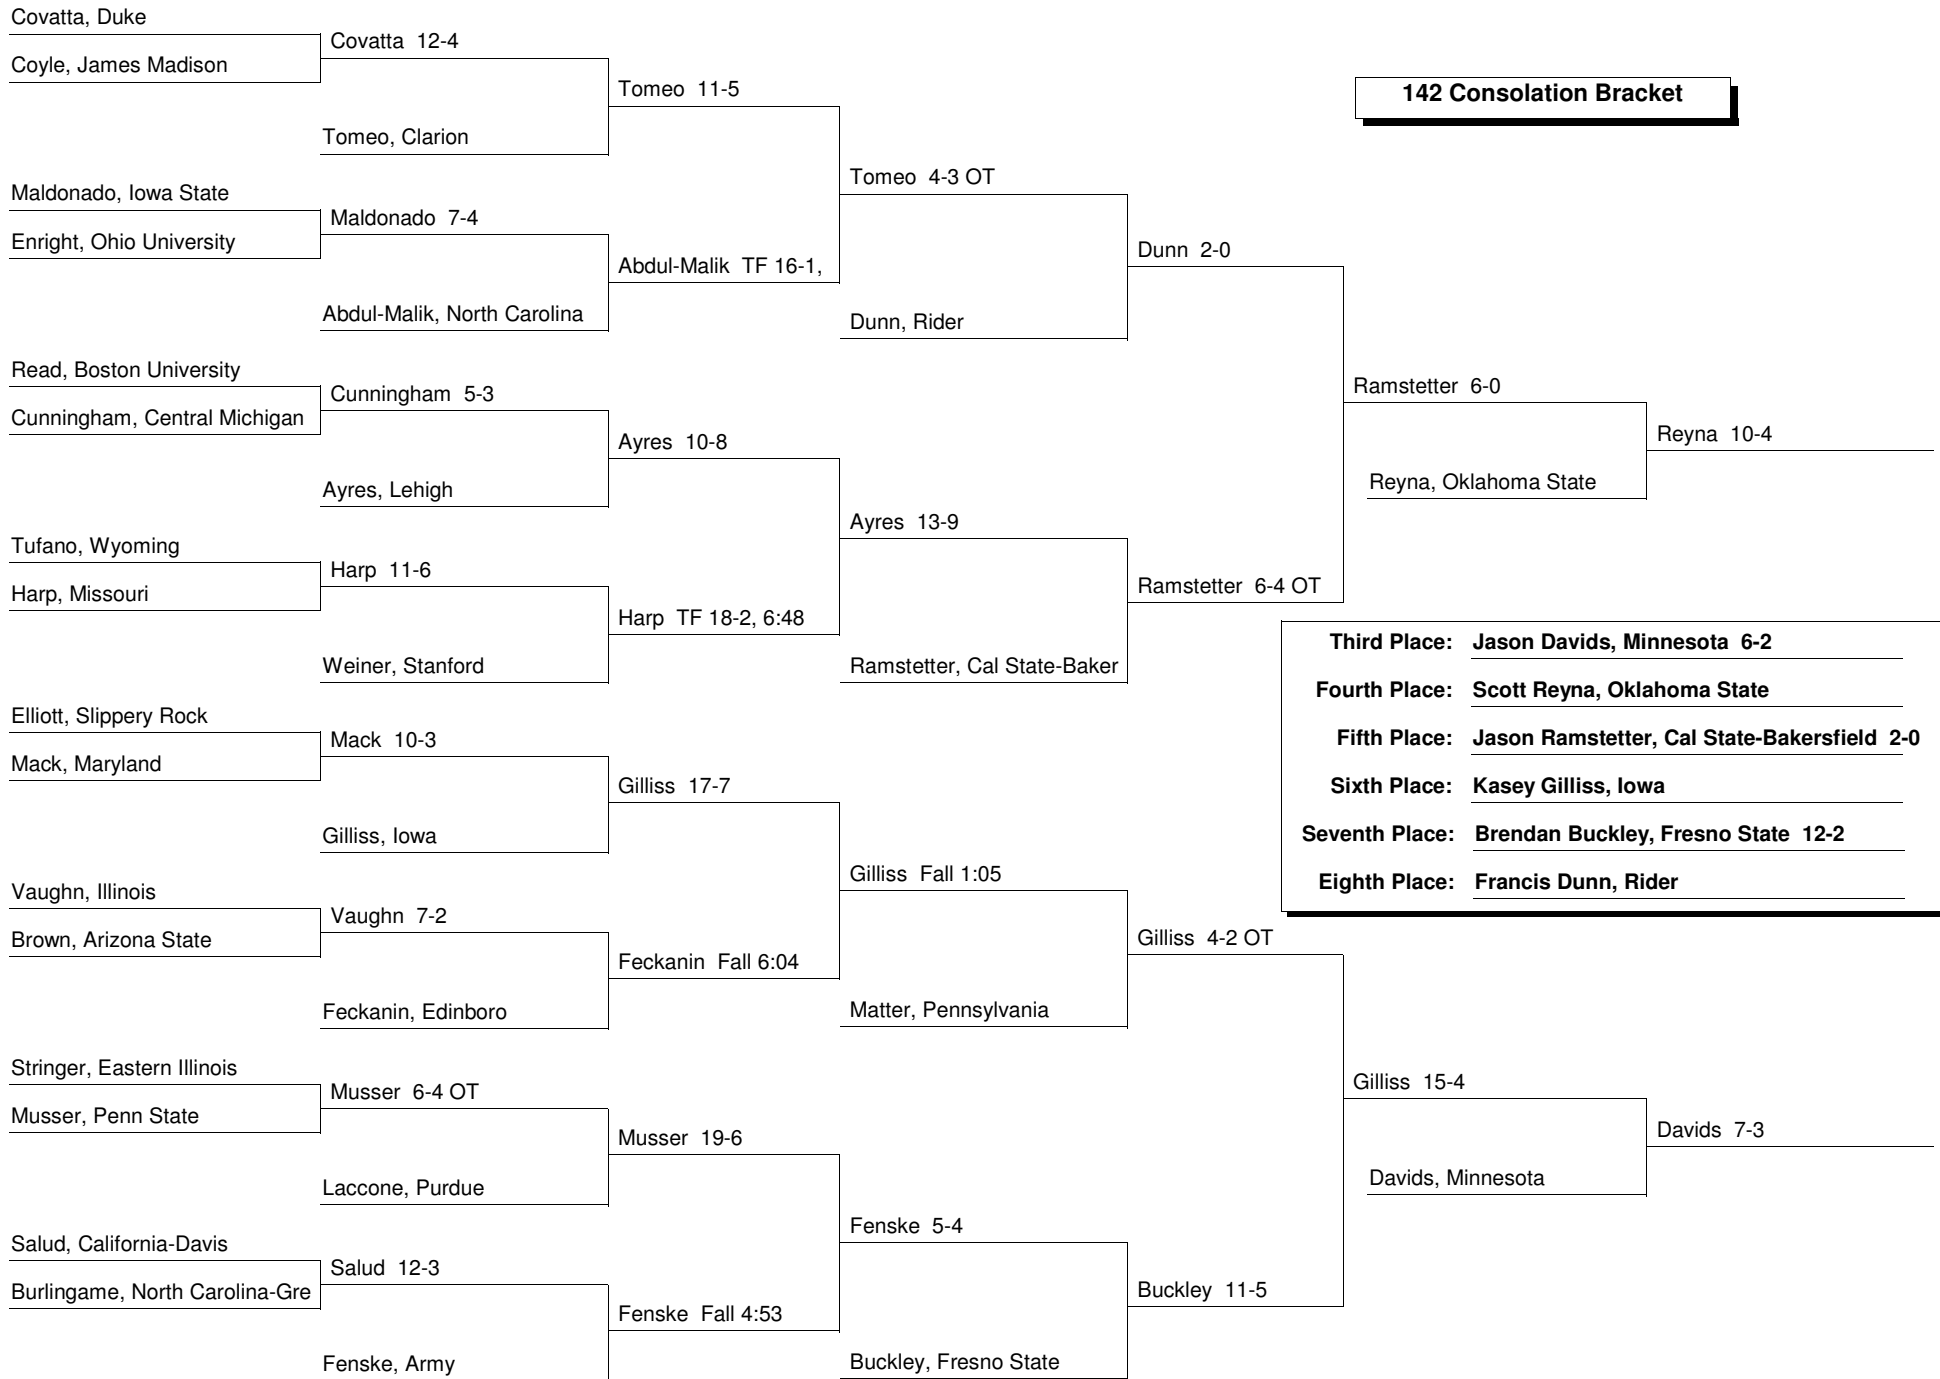 Covatta, Duke
Coyle, James Madison
Covatta 12-4
Tomeo, Clarion
Tomeo 11-5
Maldonado, Iowa State
Enright, Ohio University
Maldonado 7-4
Abdul-Malik, North Carolina
Abdul-Malik TF 16-1,
Tomeo 4-3 OT
Dunn, Rider
Dunn 2-0
Read, Boston University
Cunningham, Central Michigan
Cunningham 5-3
Ayres, Lehigh
Ayres 10-8
Tufano, Wyoming
Harp, Missouri
Harp 11-6
Weiner, Stanford
Harp TF 18-2, 6:48
Ayres 13-9
Ramstetter, Cal State-Baker
Ramstetter 6-4 OT
Ramstetter 6-0
Reyna, Oklahoma State
Reyna 10-4
142 Consolation Bracket
Elliott, Slippery Rock
Mack, Maryland
Mack 10-3
Gilliss, Iowa
Gilliss 17-7
Vaughn, Illinois
Brown, Arizona State
Vaughn 7-2
Feckanin, Edinboro
Feckanin Fall 6:04
Gilliss Fall 1:05
Matter, Pennsylvania
Gilliss 4-2 OT
Stringer, Eastern Illinois
Musser, Penn State
Musser 6-4 OT
Laccone, Purdue
Musser 19-6
Salud, California-Davis
Burlingame, North Carolina-Gre
Salud 12-3
Fenske, Army
Fenske Fall 4:53
Fenske 5-4
Buckley, Fresno State
Buckley 11-5
Gilliss 15-4
Davids, Minnesota
Davids 7-3
Third Place: Jason Davids, Minnesota 6-2
Fourth Place: Scott Reyna, Oklahoma State
Fifth Place: Jason Ramstetter, Cal State-Bakersfield 2-0
Sixth Place: Kasey Gilliss, Iowa
Seventh Place: Brendan Buckley, Fresno State 12-2
Eighth Place: Francis Dunn, Rider